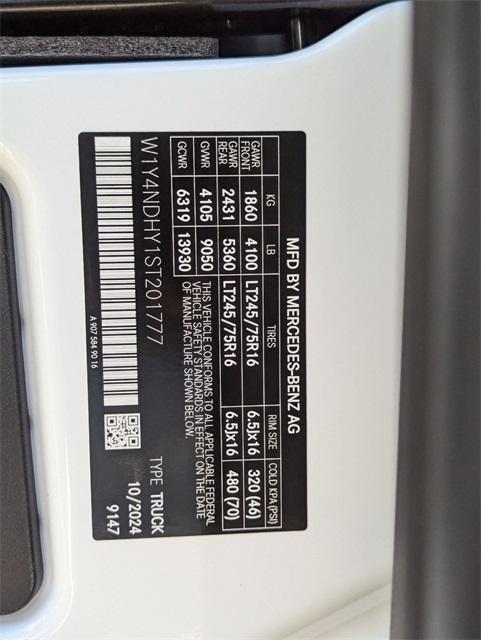 MFD BY MERCEDES-BENZ AG
KG LB TIRES RIM SIZE COLD KPA(PSI)
GAWR FRONT 1860 4100 LT245/75R16 6.5Jx16 320 (46)
GAWR REAR 2431 5360 LT245/75R16 6.5Jx16 480 (70)
GVWR 4105 9050
GCWR 6319 13930
THIS VEHICLE CONFORMS TO ALL APPLICABLE FEDERAL
VEHICLE SAFETY STANDARDS IN EFFECT ON THE DATE
OF MANUFACTURE SHOWN BELOW.
W1Y4NDHY1ST201777
TYPE TRUCK
10/2024
9147
A 907 584 90 16